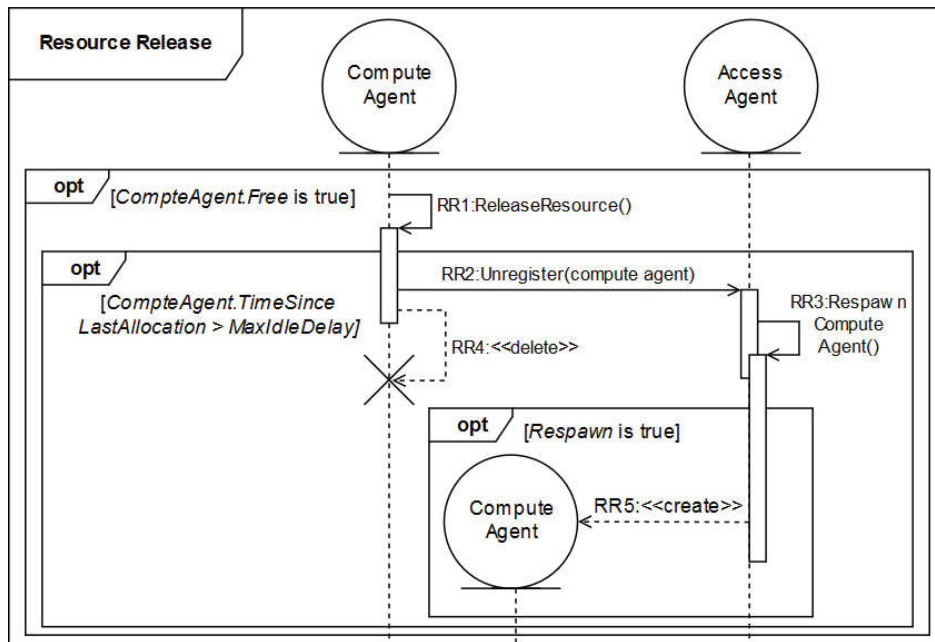 Resource Release
Compute
Agent
Access
Agent
opt
[CompteAgent.Free is true]
RR1:ReleaseResource()
opt
[CompteAgent.TimeSince
LastAllocation > MaxIdleDelay]
RR2:Unregister(compute agent)
RR3:Respawn
Compute
Agent()
RR4:<<delete>>
opt
[Respawn is true]
RR5:<<create>>
Compute
Agent